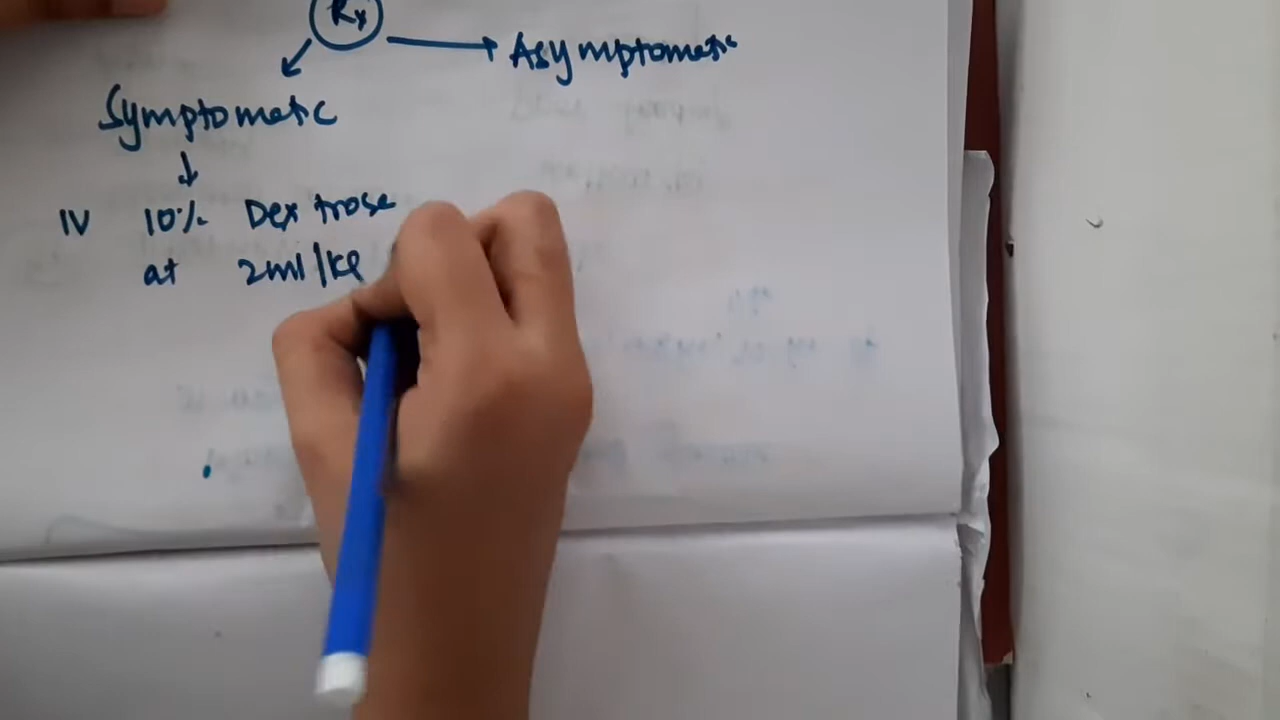 Rx
Asymptomatic
Symptomatic
IV 10% Dextrose
at 2ml/kg